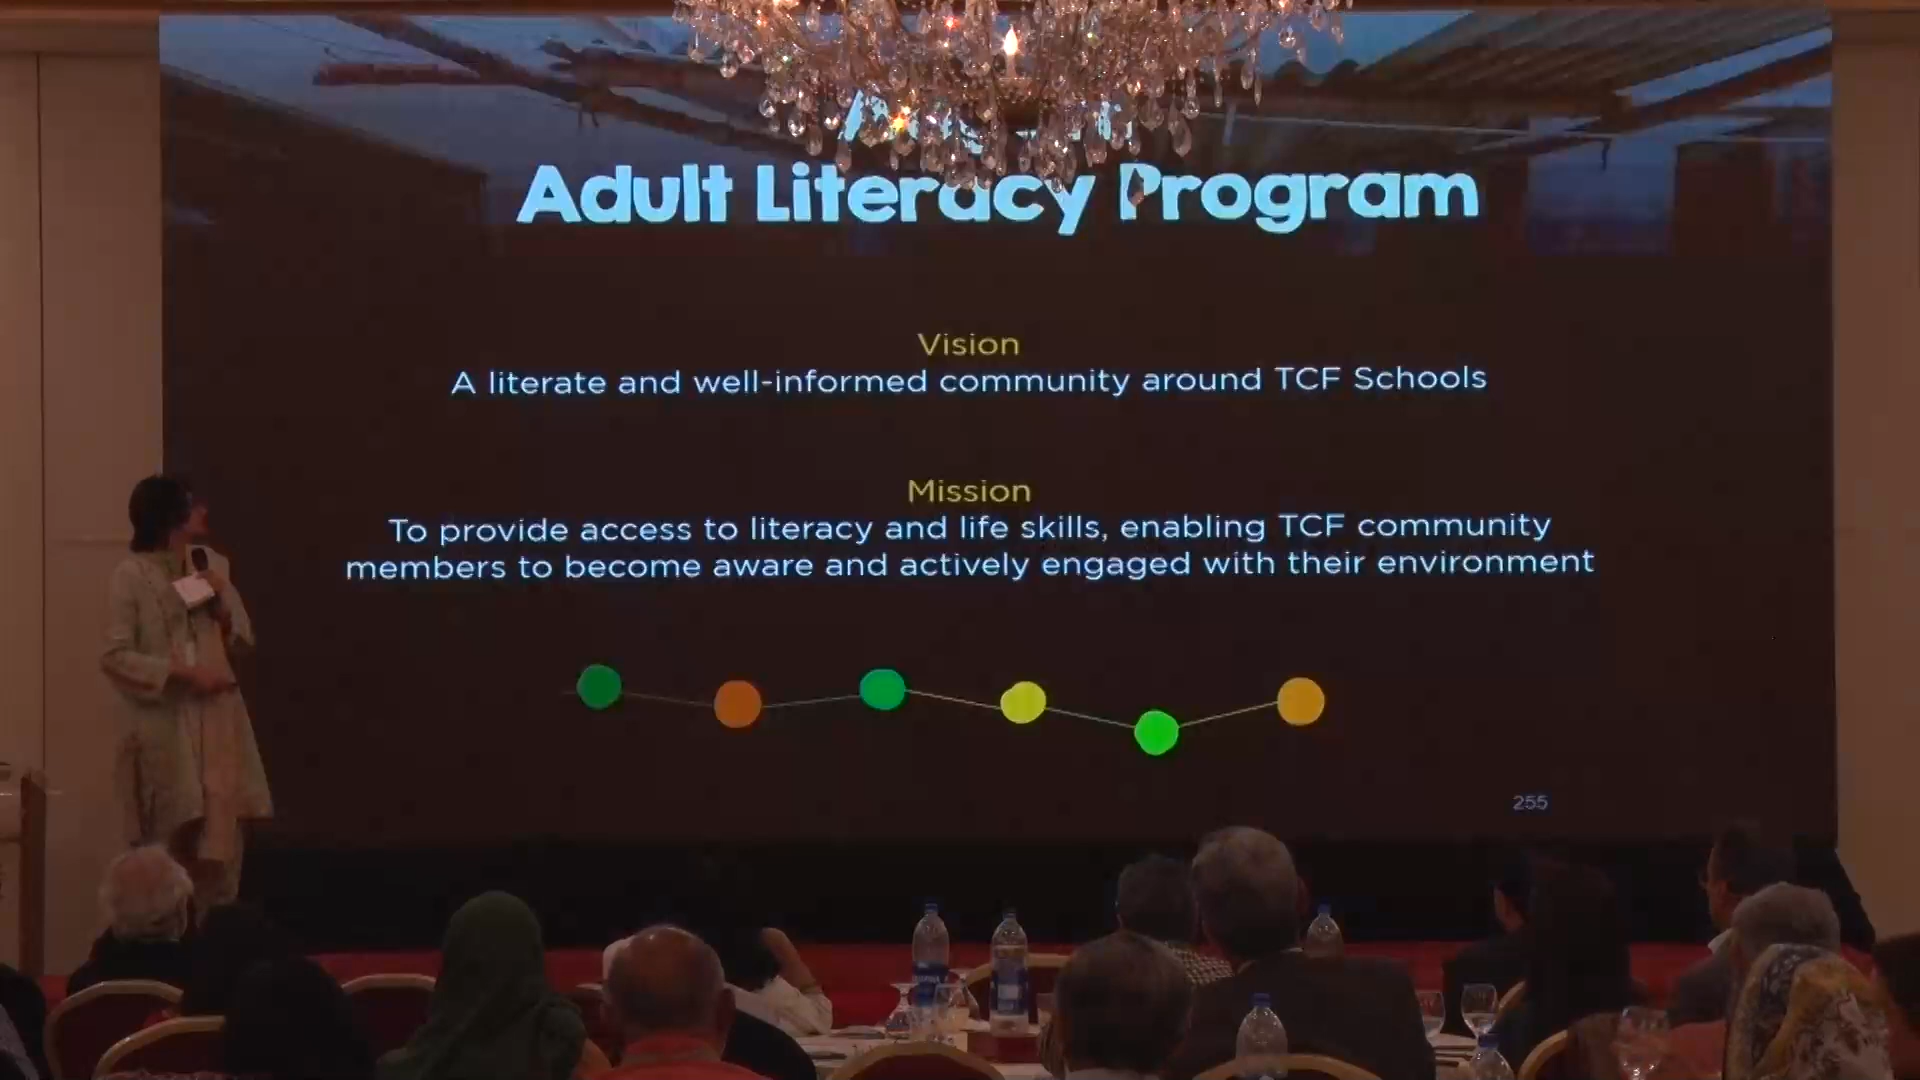 Adult Literacy Program
Vision
A literate and well-informed community around TCF Schools
Mission
To provide access to literacy and life skills, enabling TCF community
members to become aware and actively engaged with their environment
255